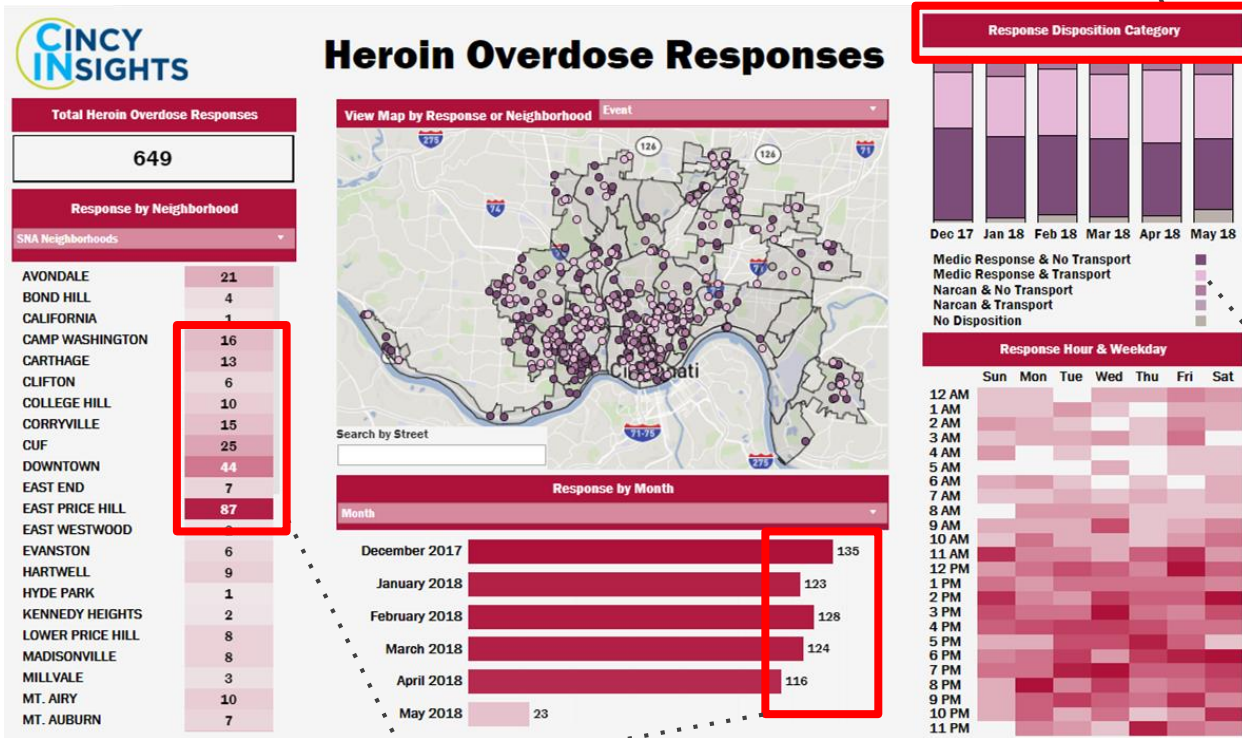 CINCY
INSIGHTS
Heroin Overdose Responses
Total Heroin Overdose Responses
649
Response by Neighborhood
SNA Neighborhoods
AVONDALE 21
BOND HILL 4
CALIFORNIA 1
CAMP WASHINGTON 16
CARTHAGE 13
CLIFTON 6
COLLEGE HILL 10
CORRYVILLE 15
CUF 25
DOWNTOWN 44
EAST END 7
EAST PRICE HILL 87
EAST WESTWOOD
EVANSTON 6
HARTWELL 9
HYDE PARK 1
KENNEDY HEIGHTS 2
LOWER PRICE HILL 8
MADISONVILLE 8
MILLVALE 3
MT. AIRY 10
MT. AUBURN 7
View Map by Response or Neighborhood Event
275
126
126
71
74
71
71-75
275
Search by Street
Response by Month
Month
December 2017 135
January 2018 123
February 2018 128
March 2018 124
April 2018 116
May 2018 23
Response Disposition Category
Dec 17 Jan 18 Feb 18 Mar 18 Apr 18 May 18
Medic Response & No Transport
Medic Response & Transport
Narcan & No Transport
Narcan & Transport
No Disposition
Response Hour & Weekday
Sun Mon Tue Wed Thu Fri Sat
12 AM
1 AM
2 AM
3 AM
4 AM
5 AM
6 AM
7 AM
8 AM
9 AM
10 AM
11 AM
12 PM
1 PM
2 PM
3 PM
4 PM
5 PM
6 PM
7 PM
8 PM
9 PM
10 PM
11 PM